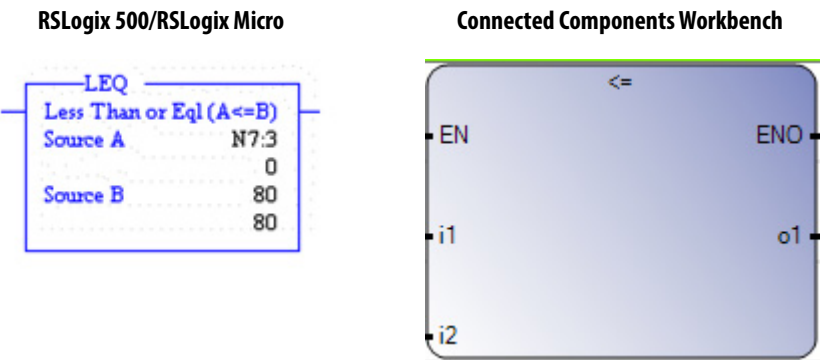 RSLogix 500/RSLogix Micro
Connected Components Workbench
LEQ
Less Than or Eql (A<=B)
Source A N7:3
0
Source B 80
80
<=
EN ENO
i1 o1
i2